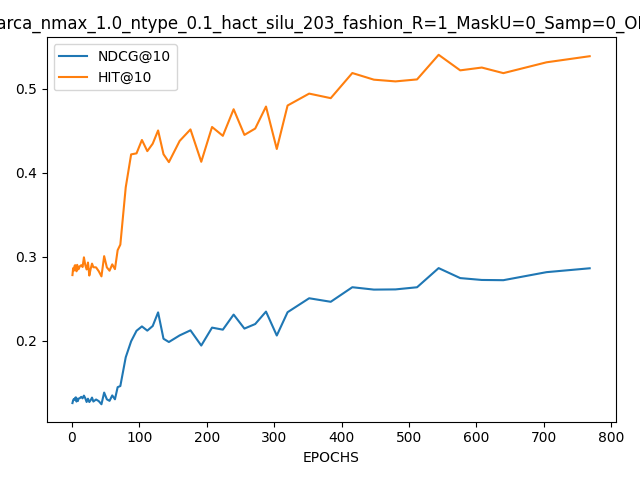 arca_nmax_1.0_ntype_0.1_hact_silu_203_fashion_R=1_MaskU=0_Samp=0_O
NDCG@10
HIT@10
0.5
0.4
0.3
0.2
0 100 200 300 400 500 600 700 800
EPOCHS